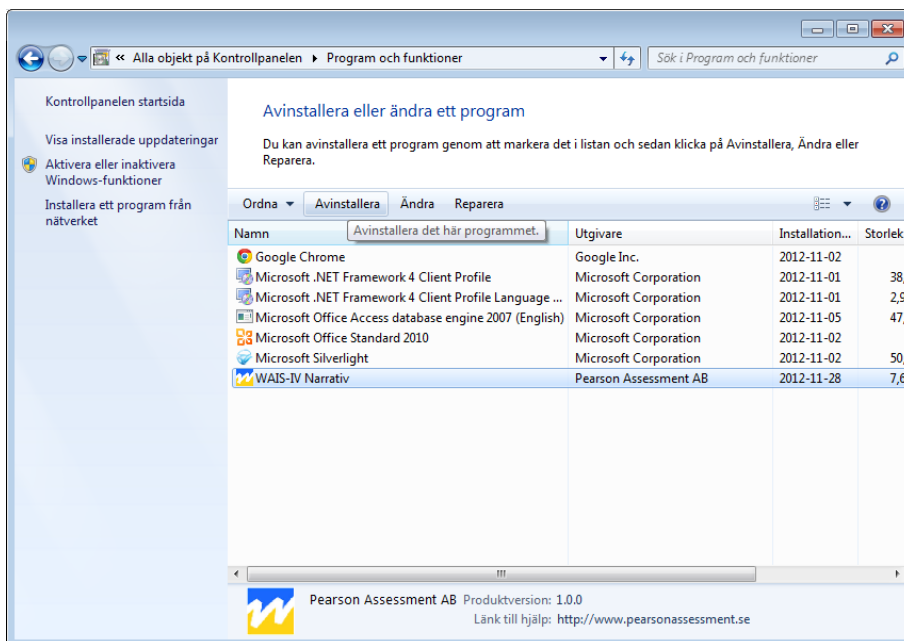 « Alla objekt på Kontrollpanelen Program och funktioner
Sök i Program och funktioner
Kontrollpanelen startsida
Visa installerade uppdateringar
Aktivera eller inaktivera
Windows-funktioner
Installera ett program från
nätverket
Avinstallera eller ändra ett program
Du kan avinstallera ett program genom att markera det i listan och sedan klicka på Avinstallera, Ändra eller
Reparera.
Ordna Avinstallera Ändra Reparera
Namn Utgivare Installation... Storlek
Avinstallera det här programmet.
Google Chrome Google Inc. 2012-11-02
Microsoft .NET Framework 4 Client Profile Microsoft Corporation 2012-11-01 38,
Microsoft .NET Framework 4 Client Profile Language ... Microsoft Corporation 2012-11-01 2,9
Microsoft Office Access database engine 2007 (English) Microsoft Corporation 2012-11-05 47,
Microsoft Office Standard 2010 Microsoft Corporation 2012-11-02
Microsoft Silverlight Microsoft Corporation 2012-11-02 50,
WAIS-IV Narrativ Pearson Assessment AB 2012-11-28 7,6
Pearson Assessment AB Produktversion: 1.0.0
Länk till hjälp: http://www.pearsonassessment.se